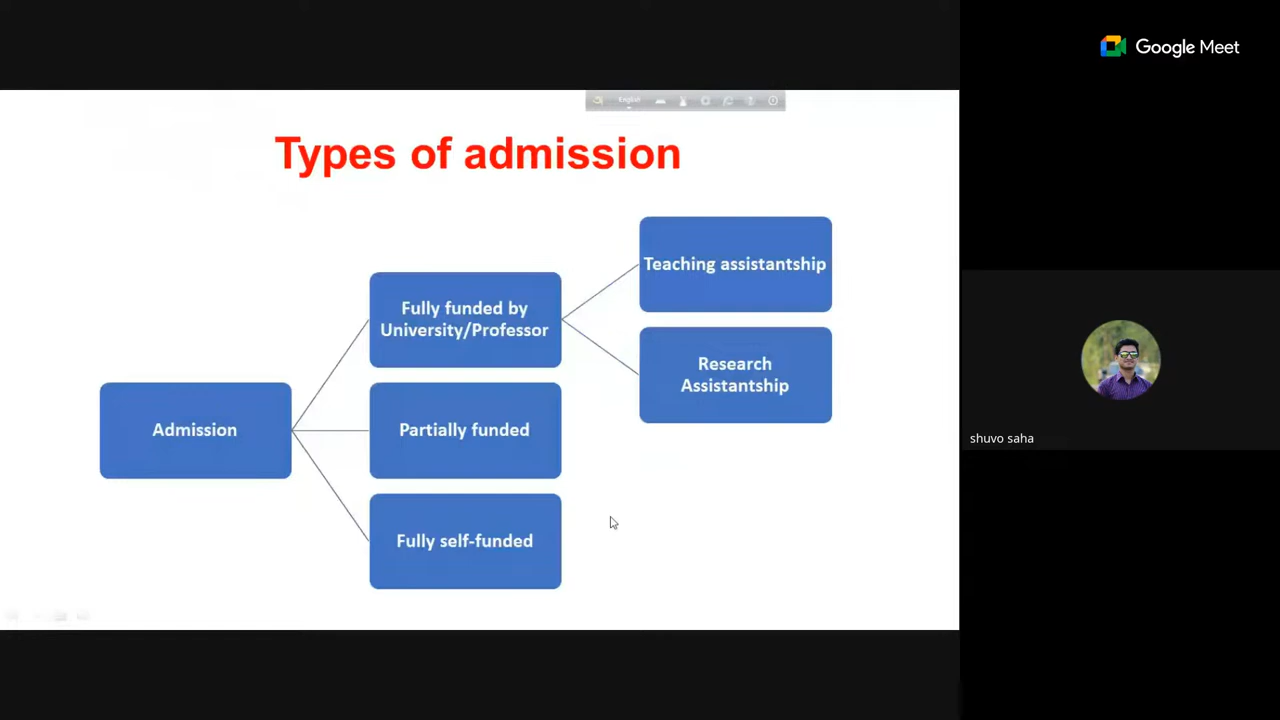 Google Meet
English
Types of admission
Teaching assistantship
Fully funded by
University/Professor
Research
Assistantship
Admission
Partially funded
Fully self-funded
shuvo saha